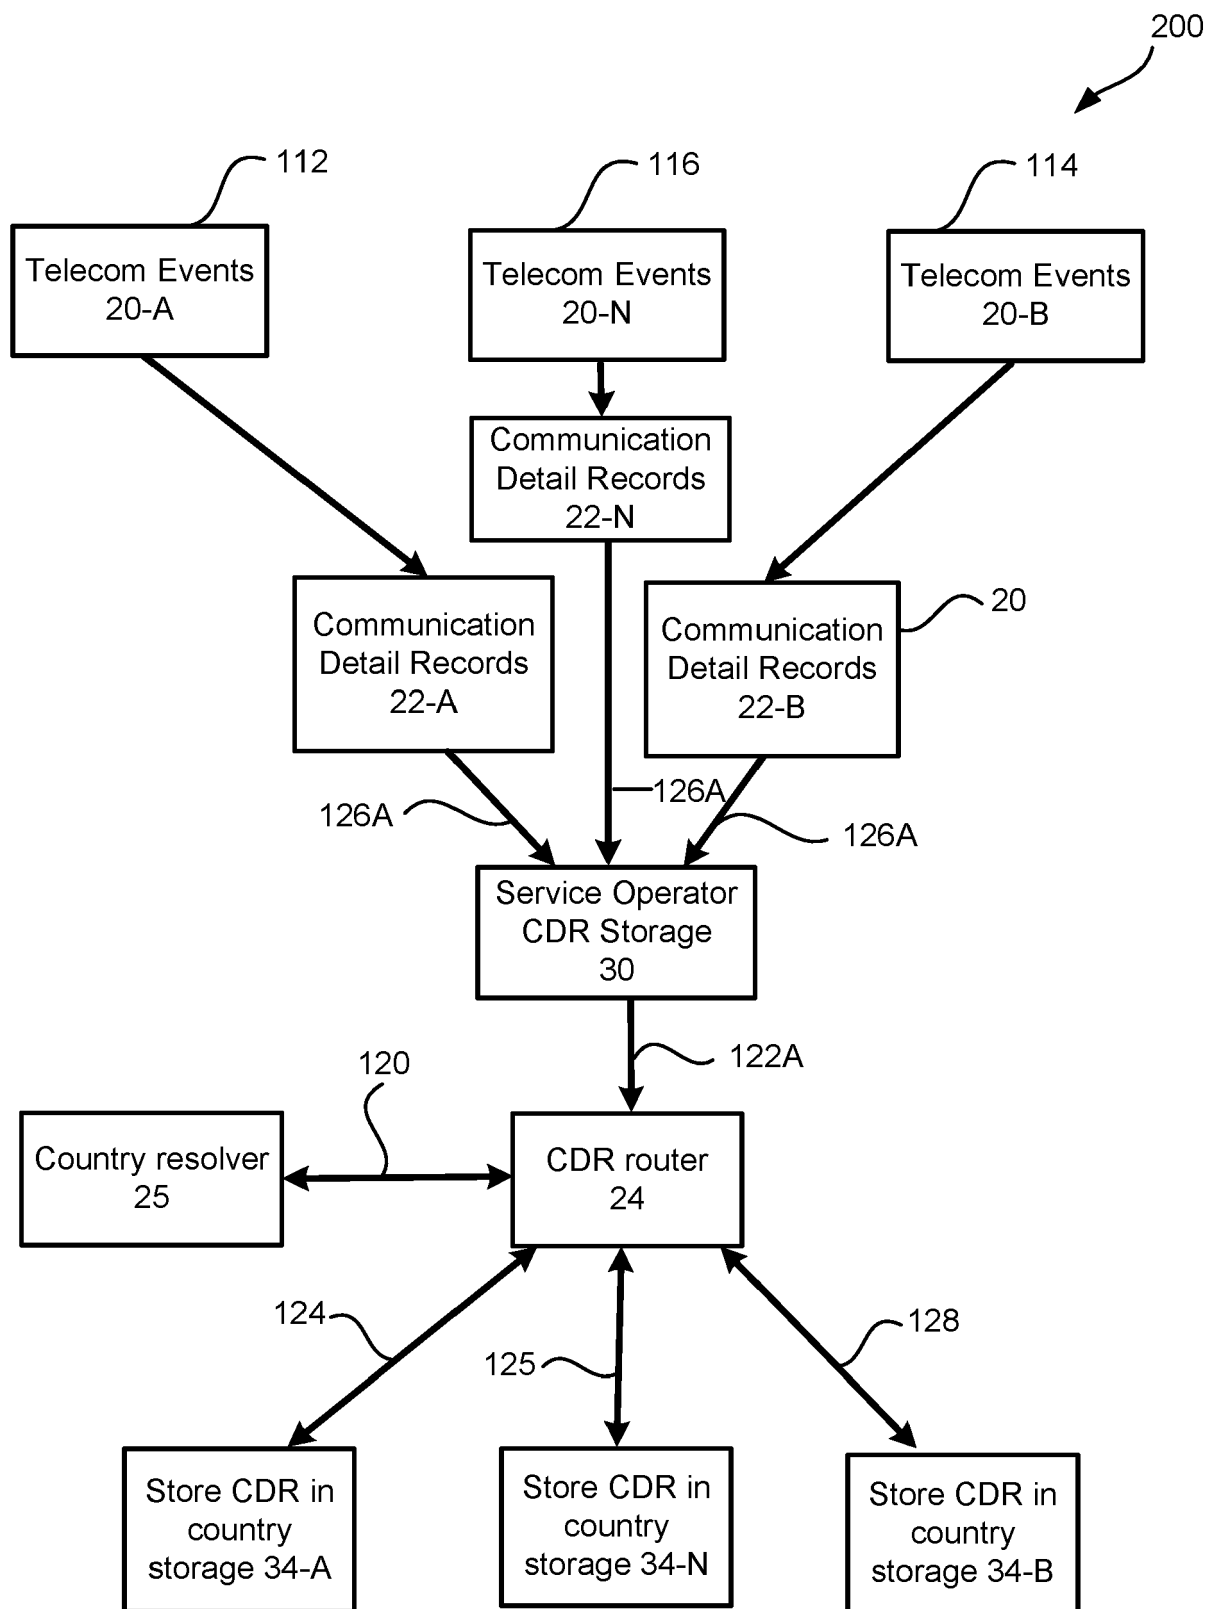 200
112
116
114
Telecom Events
20-A
Telecom Events
20-N
Telecom Events
20-B
Communication
Detail Records
22-N
Communication
Detail Records
22-A
Communication
Detail Records
22-B
20
126A
126A
126A
Service Operator
CDR Storage
30
122A
120
Country resolver
25
CDR router
24
124
125
128
Store CDR in
country
storage 34-A
Store CDR in
country
storage 34-N
Store CDR in
country
storage 34-B